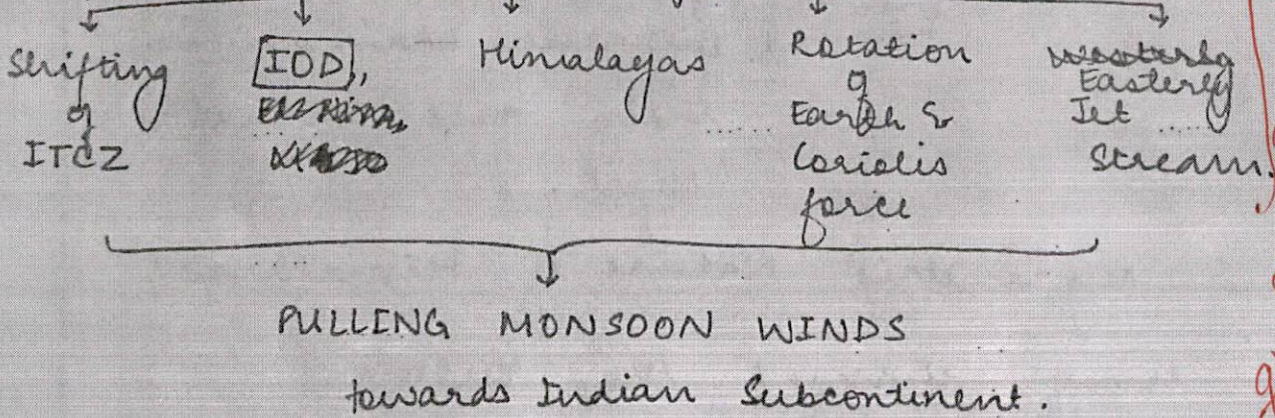 Shifting
of
ITCZ
IOD,
Himalayas
Rotation
of
Earth &
Coriolis
force
Easterly
Jet
Stream.
PULLING MONSOON WINDS
towards Indian Subcontinent.